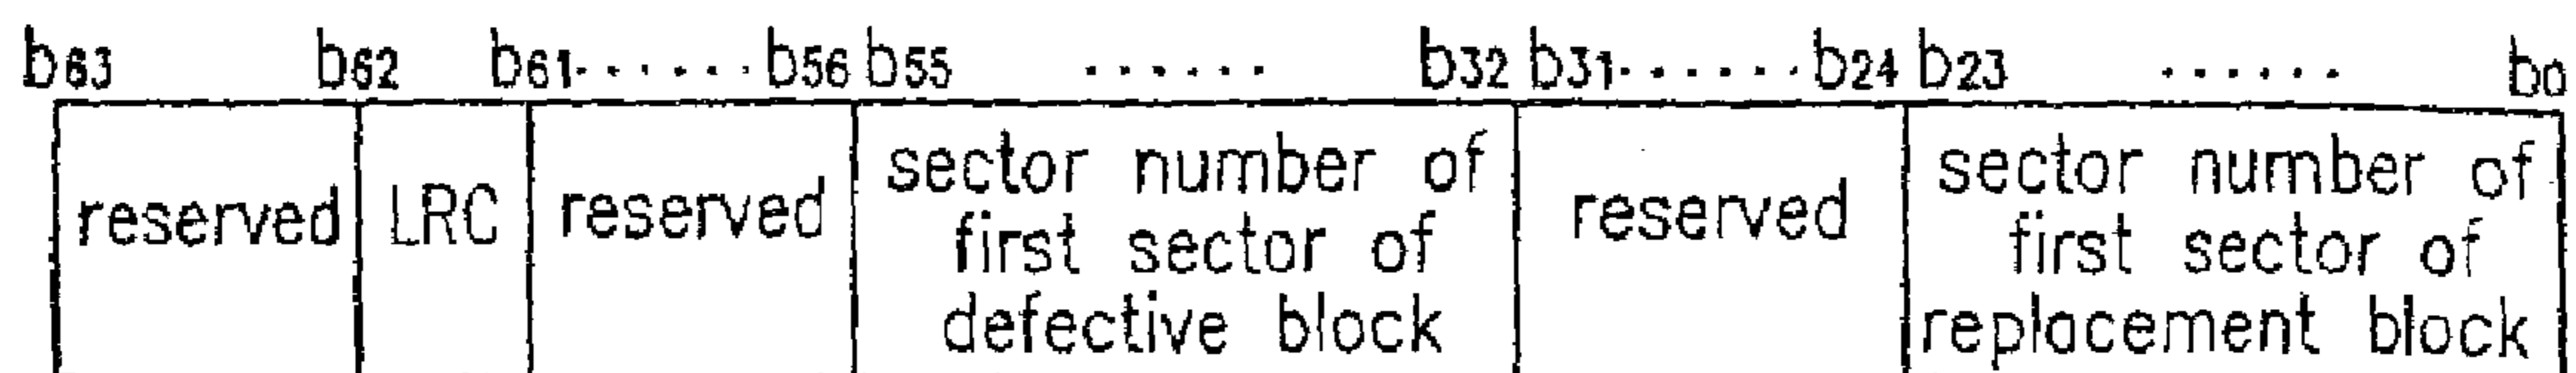 b63 b62 b61······b56 b55 ······ b32 b31······b24 b23 ······ b0
reserved LRC reserved sector number of first sector of defective block reserved sector number of first sector of replacement block